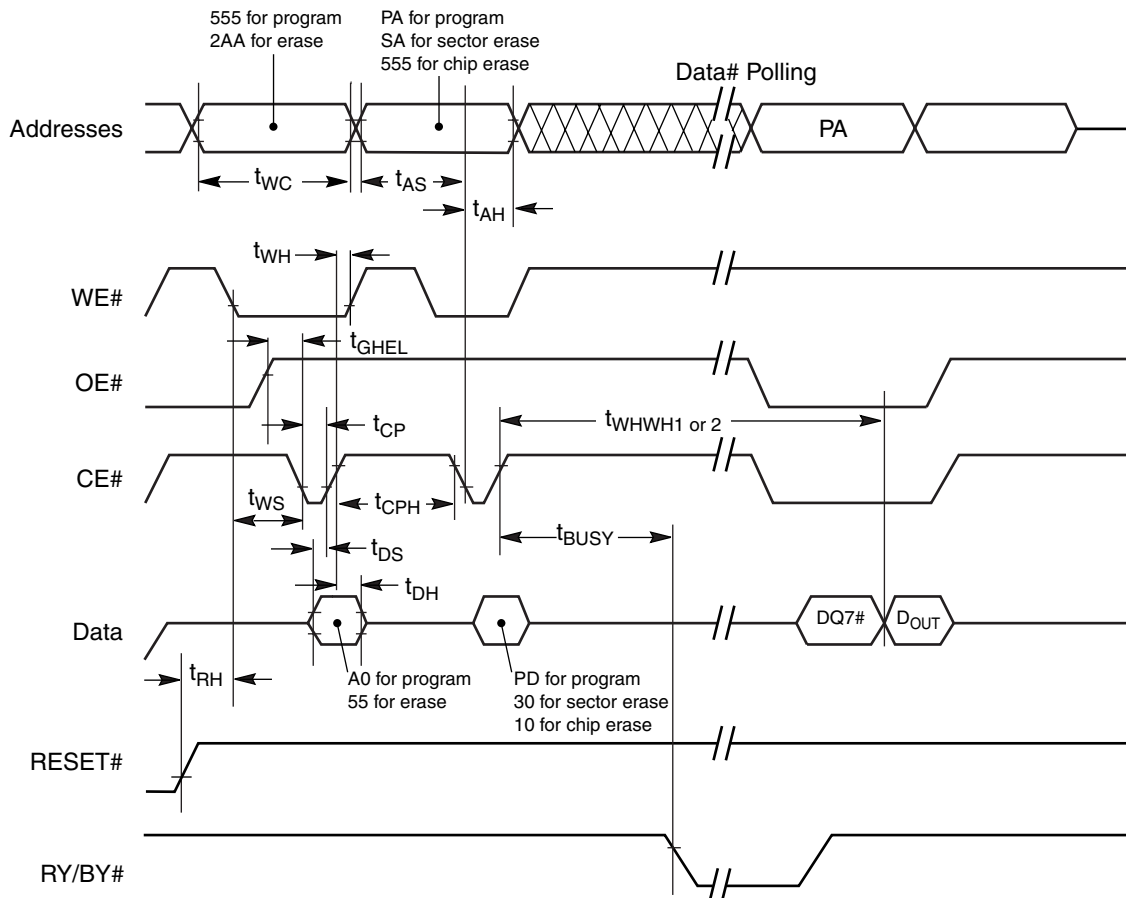 555 for program
2AA for erase
PA for program
SA for sector erase
555 for chip erase
Data# Polling
Addresses
PA
tWC
tAS
tAH
tWH
WE#
tGHEL
OE#
tWHWH1 or 2
tCP
CE#
tWS
tCPH
tBUSY
tDS
tDH
Data
DQ7#
DOUT
tRH
A0 for program
55 for erase
PD for program
30 for sector erase
10 for chip erase
RESET#
RY/BY#